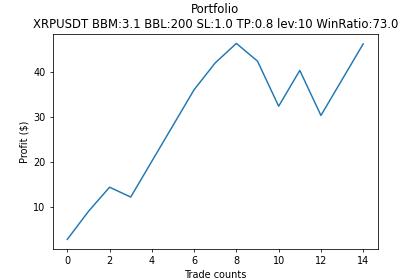 Portfolio
XRPUSDT BBM:3.1 BBL:200 SL:1.0 TP:0.8 lev:10 WinRatio:73.0
40
30
20
10
Profit ($)
0 2 4 6 8 10 12 14
Trade counts